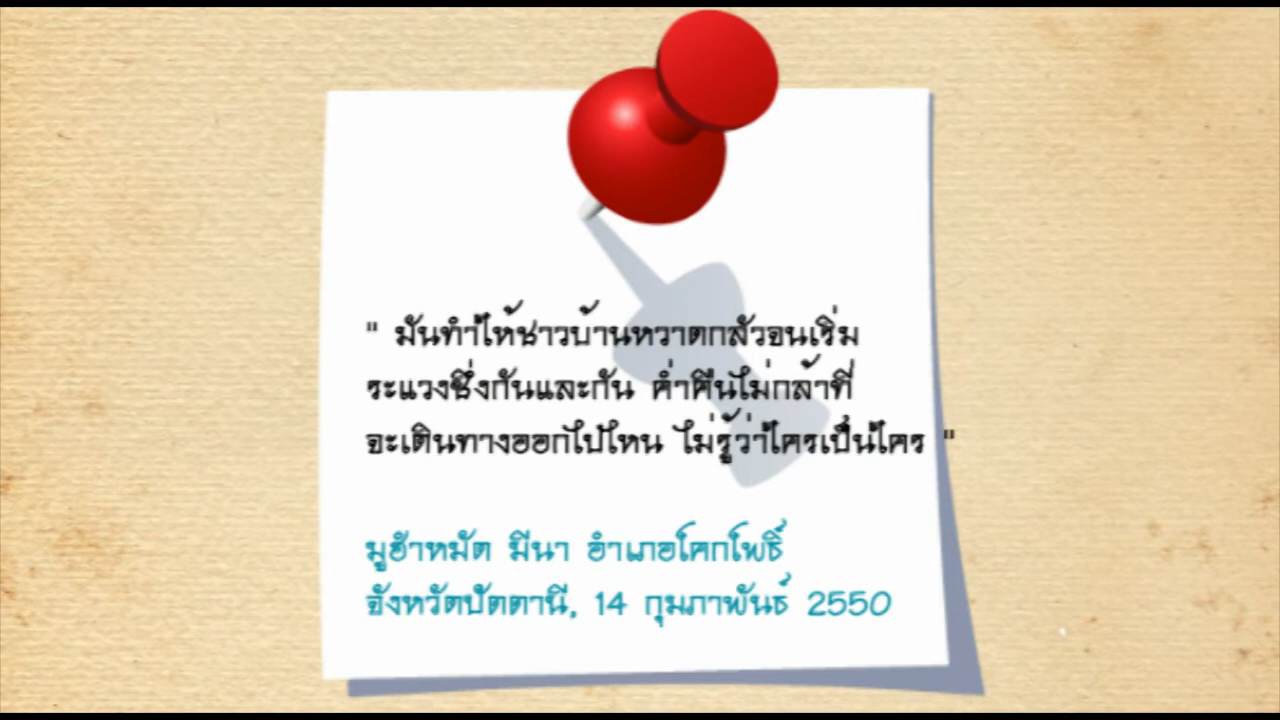 " มันทำให้ชาวบ้านหวาดกลัวจนเริ่ม
ระแวงซึ่งกันและกัน ค่ำคืนไม่กล้าที่
จะเดินทางออกไปไหน ไม่รู้ว่าใครเป็นใคร "
มูฮำหมัด มีนา อำเภอโคกโพธิ์
จังหวัดปัตตานี, 14 กุมภาพันธ์ 2550